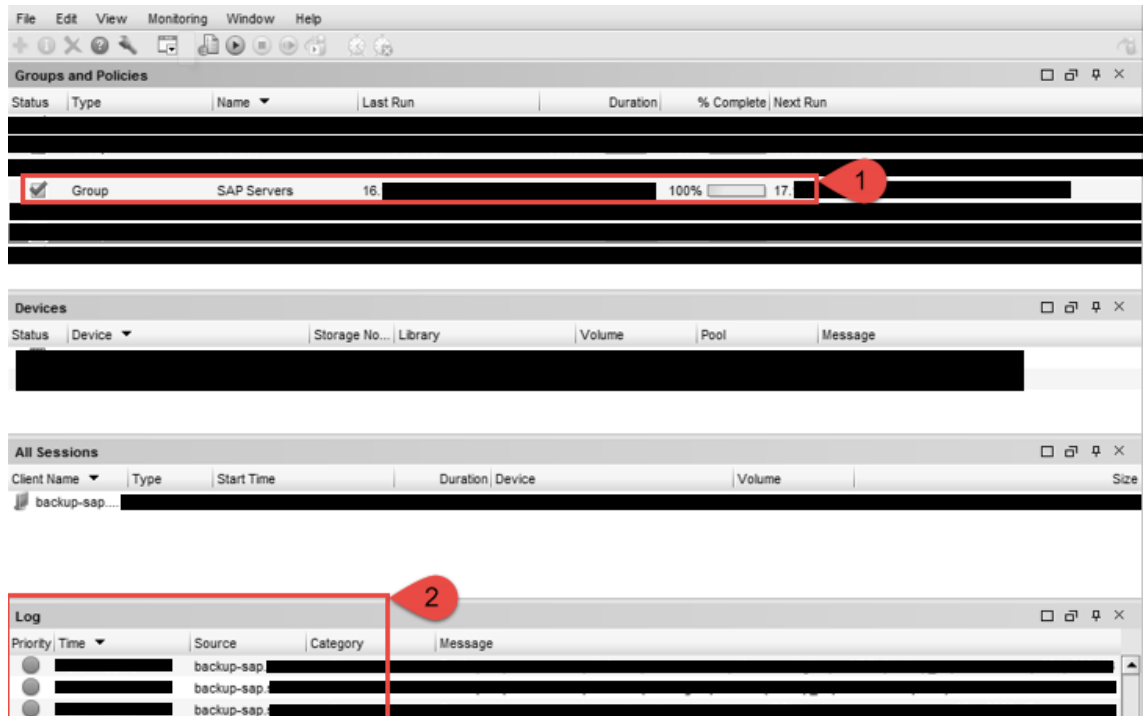 File Edit View Monitoring Window Help
Groups and Policies
Status Type Name Last Run Duration % Complete Next Run
Group SAP Servers 16. 100% 17. 1
Devices
Status Device Storage No... Library Volume Pool Message
All Sessions
Client Name Type Start Time Duration Device Volume Size
backup-sap....
2
Log
Priority Time Source Category Message
backup-sap.
backup-sap.
backup-sap.